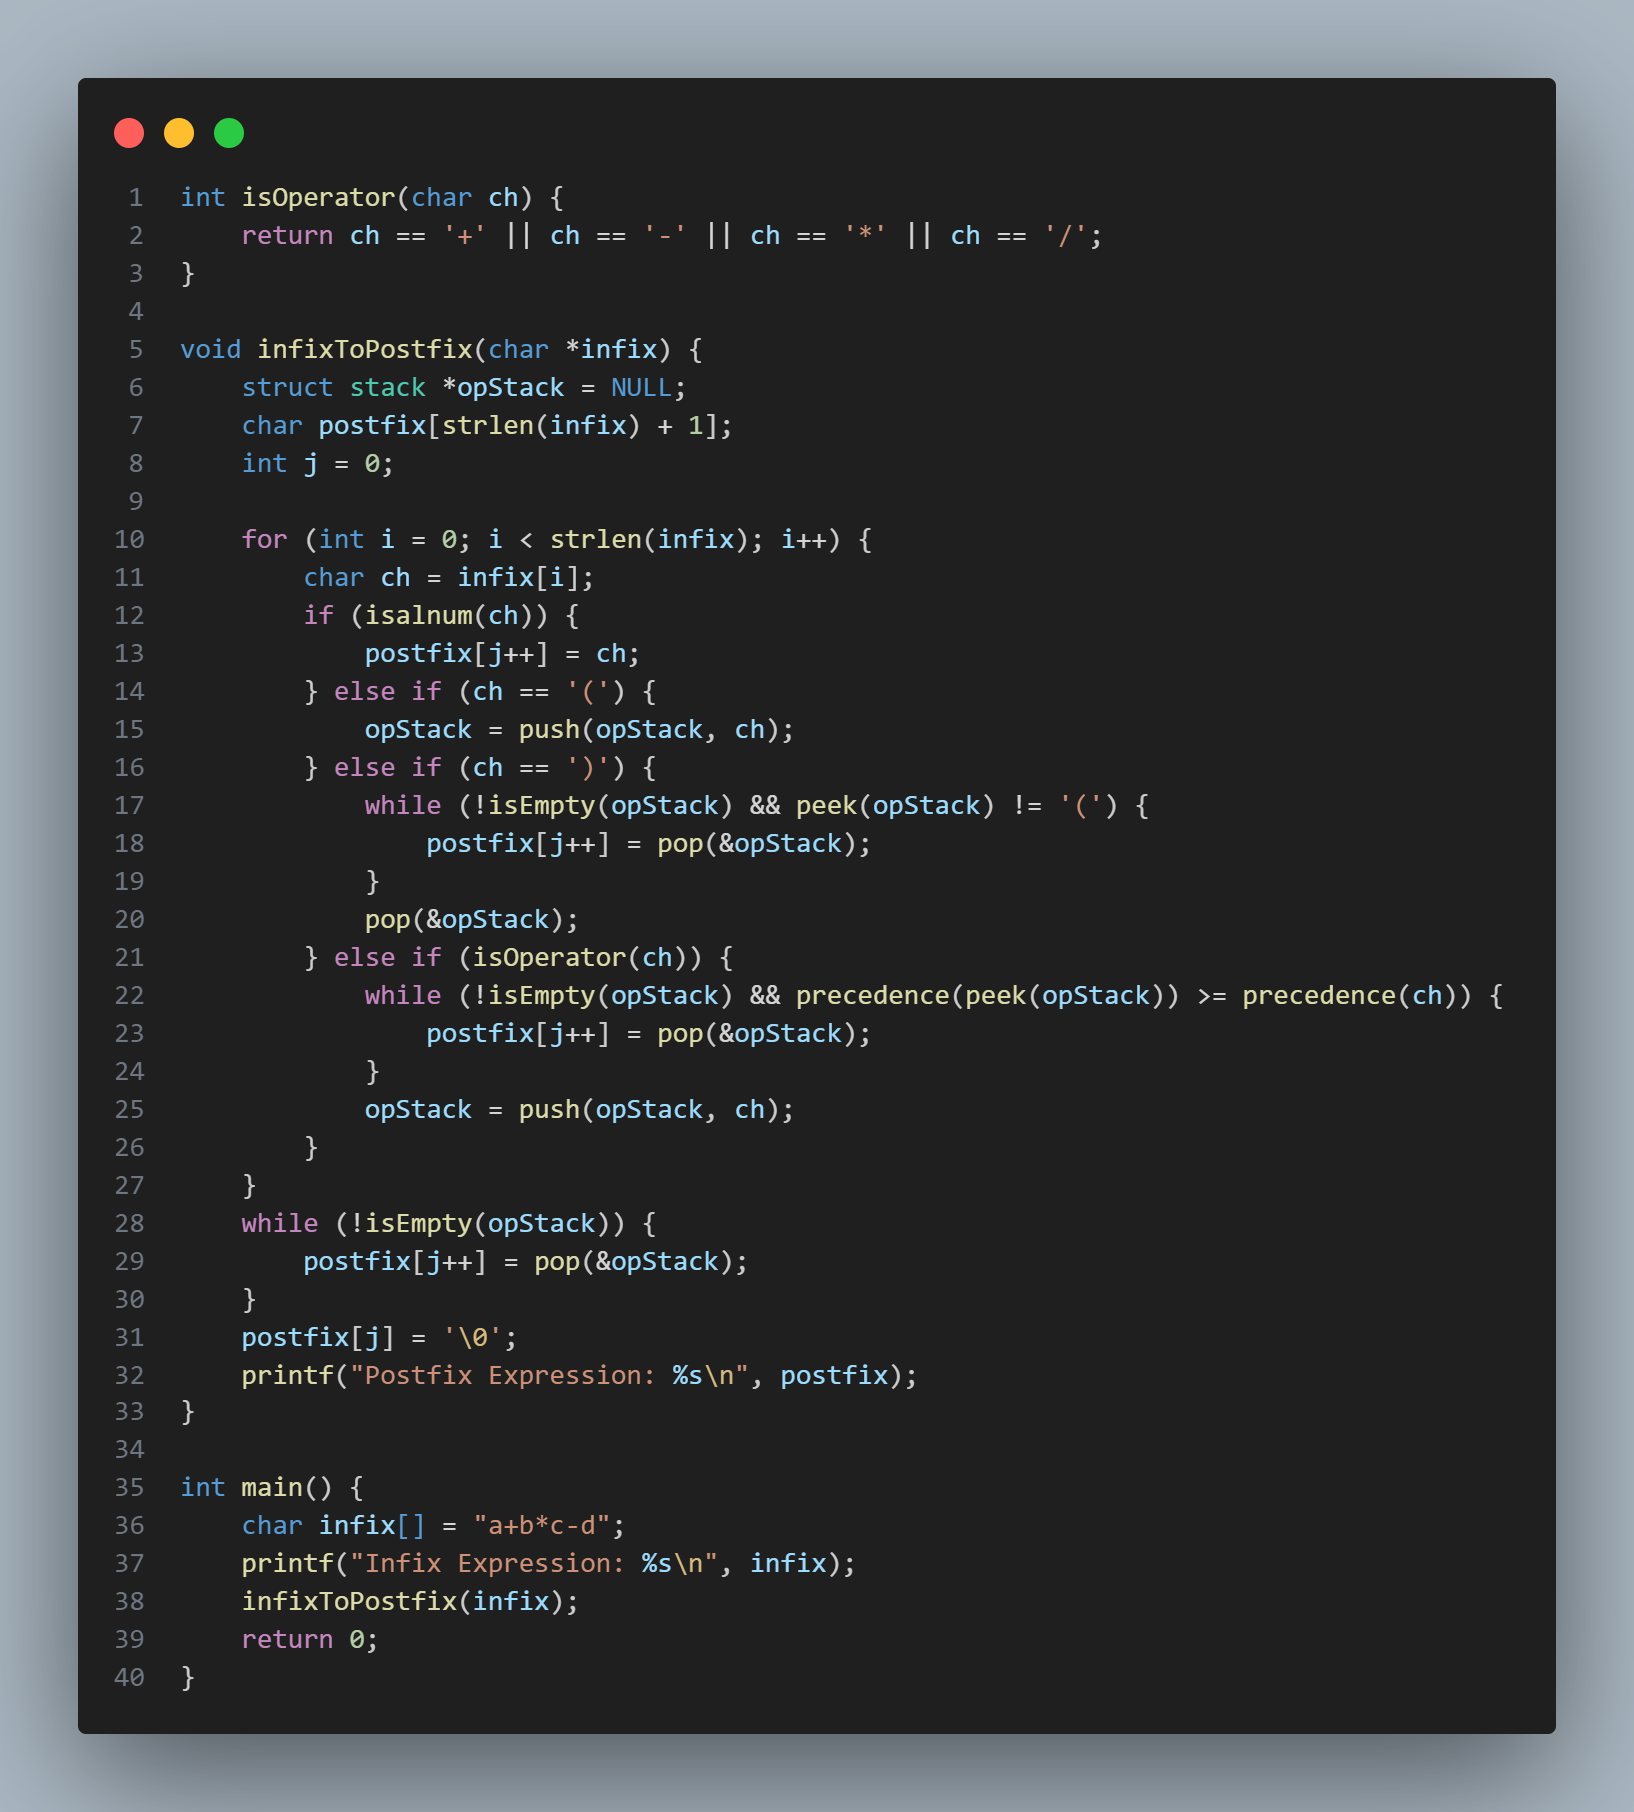 1 int isOperator(char ch) {
2     return ch == '+' || ch == '-' || ch == '*' || ch == '/';
3 }
4
5 void infixToPostfix(char *infix) {
6     struct stack *opStack = NULL;
7     char postfix[strlen(infix) + 1];
8     int j = 0;
9
10     for (int i = 0; i < strlen(infix); i++) {
11         char ch = infix[i];
12         if (isalnum(ch)) {
13             postfix[j++] = ch;
14         } else if (ch == '(') {
15             opStack = push(opStack, ch);
16         } else if (ch == ')') {
17             while (!isEmpty(opStack) && peek(opStack) != '(') {
18                 postfix[j++] = pop(&opStack);
19             }
20             pop(&opStack);
21         } else if (isOperator(ch)) {
22             while (!isEmpty(opStack) && precedence(peek(opStack)) >= precedence(ch)) {
23                 postfix[j++] = pop(&opStack);
24             }
25             opStack = push(opStack, ch);
26         }
27     }
28     while (!isEmpty(opStack)) {
29         postfix[j++] = pop(&opStack);
30     }
31     postfix[j] = '\0';
32     printf("Postfix Expression: %s\n", postfix);
33 }
34
35 int main() {
36     char infix[] = "a+b*c-d";
37     printf("Infix Expression: %s\n", infix);
38     infixToPostfix(infix);
39     return 0;
40 }